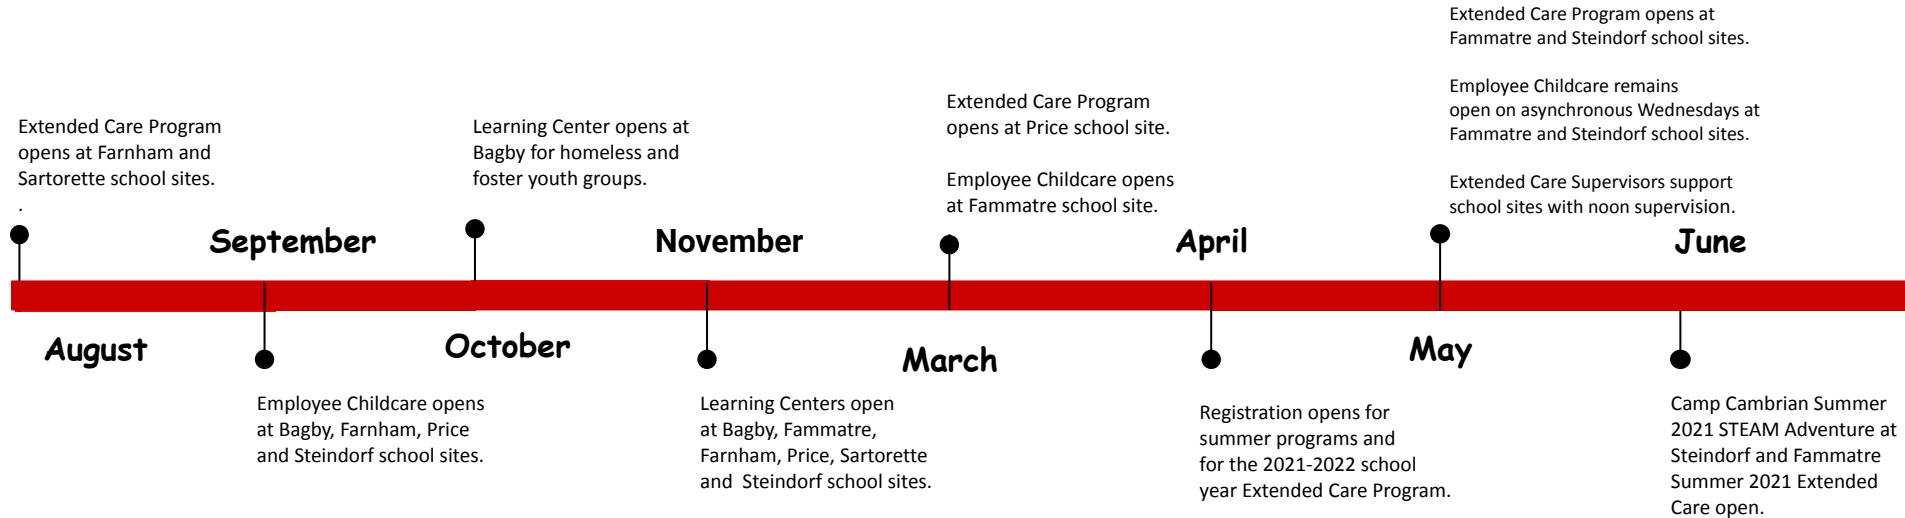 Extended Care Program
opens at Farnham and
Sartorette school sites.
.
August
September
Employee Childcare opens
at Bagby, Farnham, Price
and Steindorf school sites.
Learning Center opens at
Bagby for homeless and
foster youth groups.
October
November
Learning Centers open
at Bagby, Fammatre,
Farnham, Price, Sartorette
and  Steindorf school sites.
Extended Care Program
opens at Price school site.
Employee Childcare opens
at Fammatre school site.
March
April
Registration opens for
summer programs and
for the 2021-2022 school
year Extended Care Program.
Extended Care Program opens at
Fammatre and Steindorf school sites.
Employee Childcare remains
open on asynchronous Wednesdays at
Fammatre and Steindorf school sites.
Extended Care Supervisors support
school sites with noon supervision.
May
June
Camp Cambrian Summer
2021 STEAM Adventure at
Steindorf and Fammatre
Summer 2021 Extended
Care open.